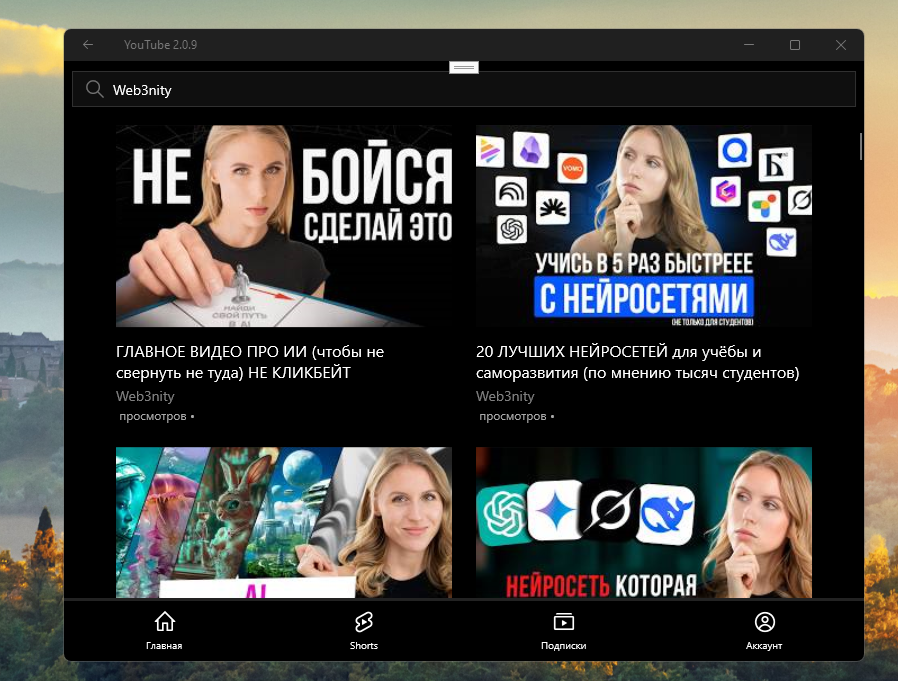 YouTube 2.0.9
Web3nity
НЕ БОЙСЯ
СДЕЛАЙ ЭТО
НАЙДИ
СВОЙ ПУТЬ
В AI
YOMO
Б
УЧИСЬ В 5 РАЗ БЫСТРЕЕЕ
С НЕЙРОСЕТЯМИ
(НЕ ТОЛЬКО ДЛЯ СТУДЕНТОВ)
ГЛАВНОЕ ВИДЕО ПРО ИИ (чтобы не
свернуть не туда) НЕ КЛИКБЕЙТ
Web3nity
просмотров •
20 ЛУЧШИХ НЕЙРОСЕТЕЙ для учёбы и
саморазвития (по мнению тысяч студентов)
Web3nity
просмотров •
AI
НЕЙРОСЕТЬ КОТОРАЯ
Главная
Shorts
Подписки
Аккаунт